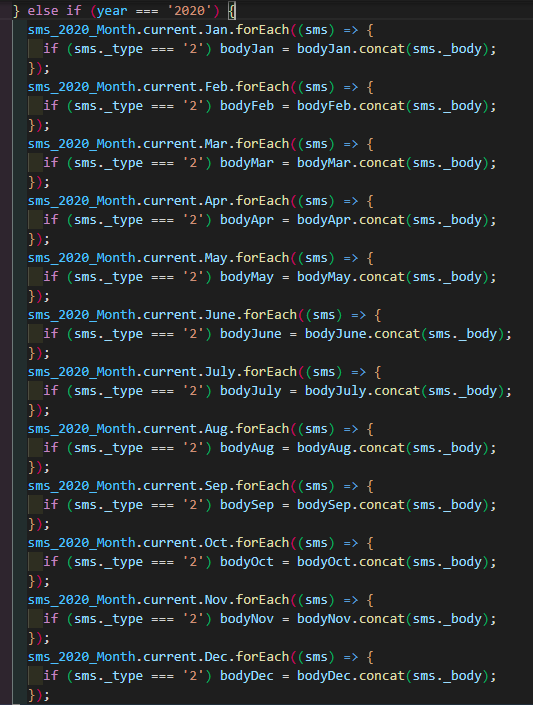 } else if (year === '2020') {
sms_2020_Month.current.Jan.forEach((sms) => {
if (sms._type === '2') bodyJan = bodyJan.concat(sms._body);
});
sms_2020_Month.current.Feb.forEach((sms) => {
if (sms._type === '2') bodyFeb = bodyFeb.concat(sms._body);
});
sms_2020_Month.current.Mar.forEach((sms) => {
if (sms._type === '2') bodyMar = bodyMar.concat(sms._body);
});
sms_2020_Month.current.Apr.forEach((sms) => {
if (sms._type === '2') bodyApr = bodyApr.concat(sms._body);
});
sms_2020_Month.current.May.forEach((sms) => {
if (sms._type === '2') bodyMay = bodyMay.concat(sms._body);
});
sms_2020_Month.current.June.forEach((sms) => {
if (sms._type === '2') bodyJune = bodyJune.concat(sms._body);
});
sms_2020_Month.current.July.forEach((sms) => {
if (sms._type === '2') bodyJuly = bodyJuly.concat(sms._body);
});
sms_2020_Month.current.Aug.forEach((sms) => {
if (sms._type === '2') bodyAug = bodyAug.concat(sms._body);
});
sms_2020_Month.current.Sep.forEach((sms) => {
if (sms._type === '2') bodySep = bodySep.concat(sms._body);
});
sms_2020_Month.current.Oct.forEach((sms) => {
if (sms._type === '2') bodyOct = bodyOct.concat(sms._body);
});
sms_2020_Month.current.Nov.forEach((sms) => {
if (sms._type === '2') bodyNov = bodyNov.concat(sms._body);
});
sms_2020_Month.current.Dec.forEach((sms) => {
if (sms._type === '2') bodyDec = bodyDec.concat(sms._body);
});